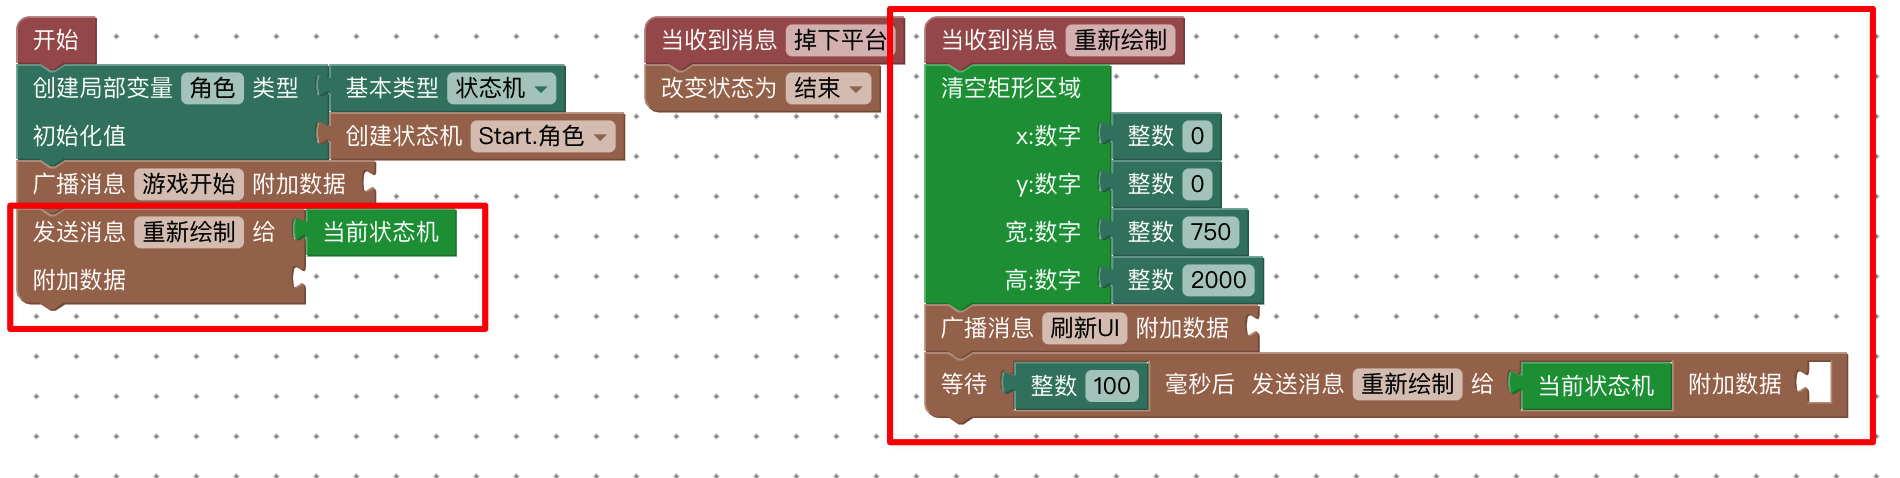 开始
创建局部变量 角色 类型 基本类型 状态机
初始化值 创建状态机 Start.角色
广播消息 游戏开始 附加数据
发送消息 重新绘制 给 当前状态机
附加数据
当收到消息 掉下平台
改变状态为 结束
当收到消息 重新绘制
清空矩形区域
x:数字 整数 0
y:数字 整数 0
宽:数字 整数 750
高:数字 整数 2000
广播消息 刷新UI 附加数据
等待 整数 100 毫秒后 发送消息 重新绘制 给 当前状态机 附加数据